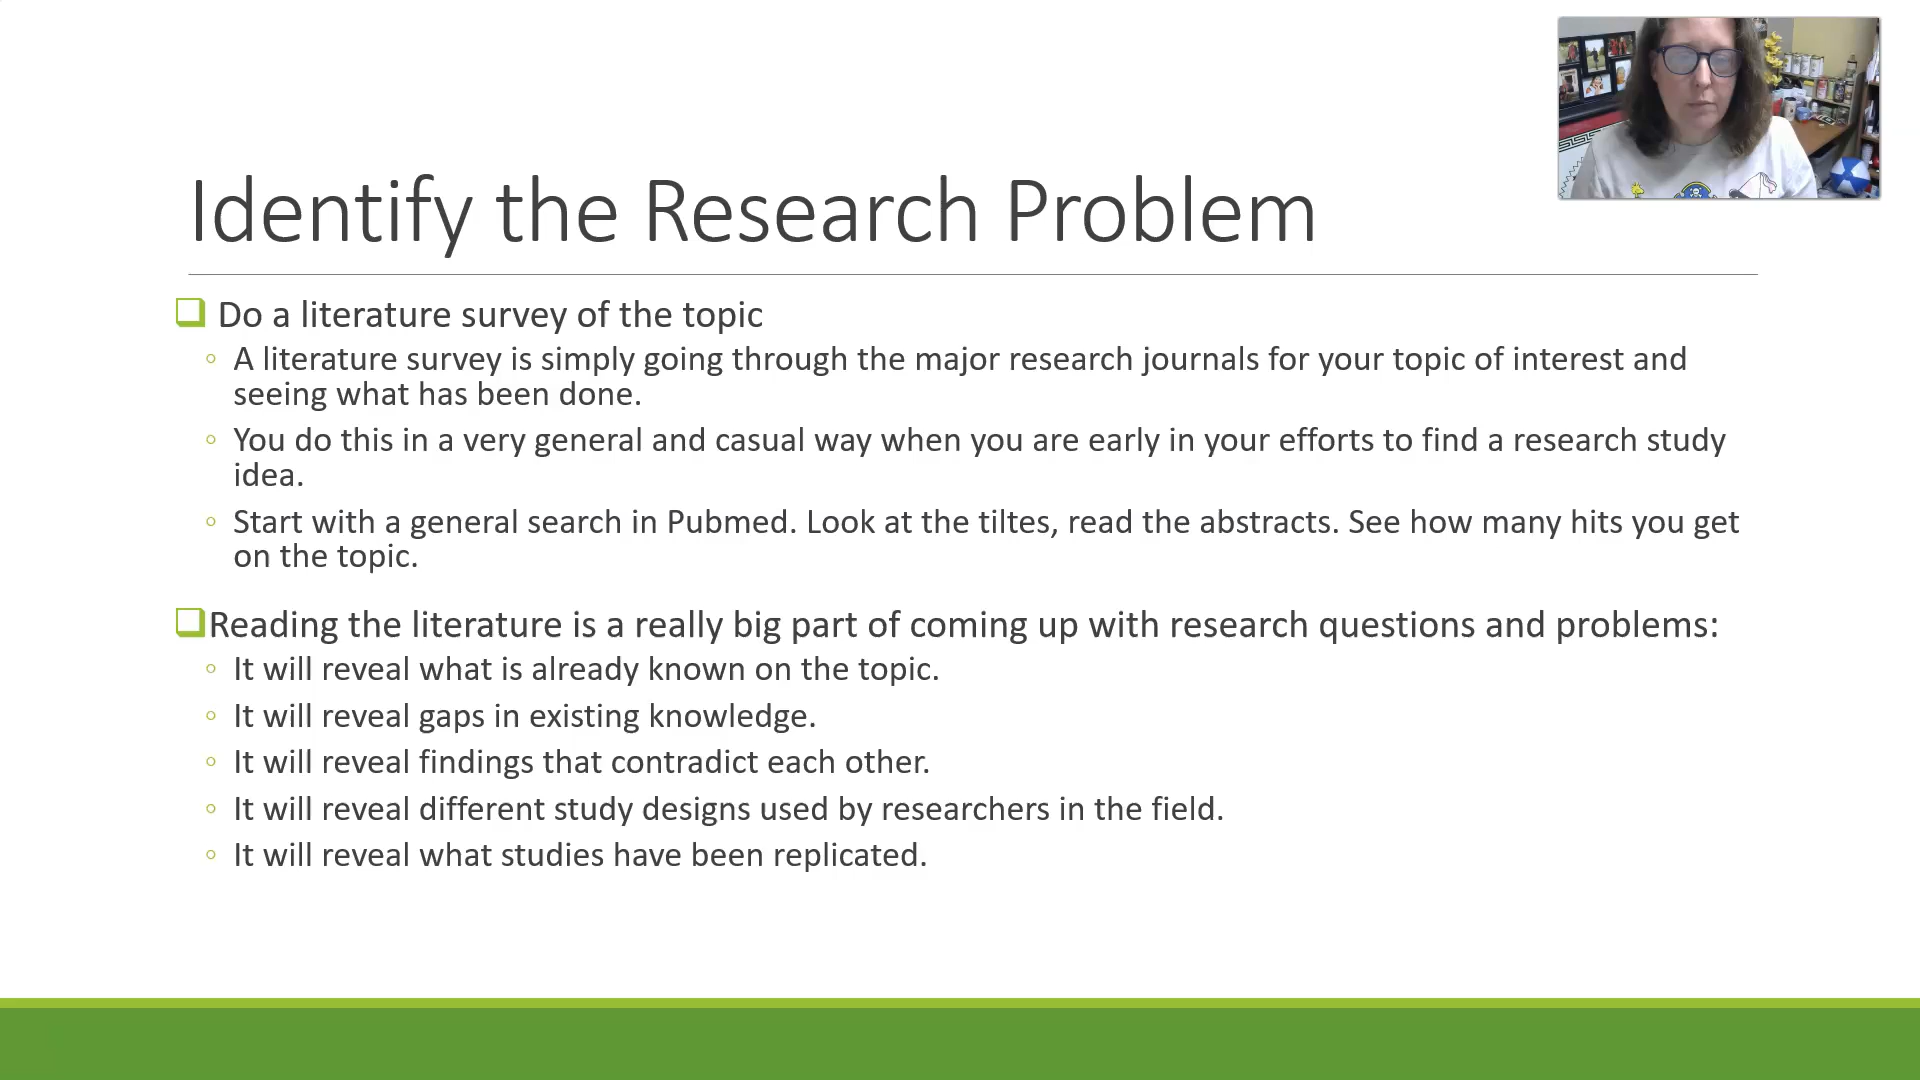 Identify the Research Problem
Do a literature survey of the topic
A literature survey is simply going through the major research journals for your topic of interest and
seeing what has been done.
You do this in a very general and casual way when you are early in your efforts to find a research study
idea.
Start with a general search in Pubmed. Look at the tiltes, read the abstracts. See how many hits you get
on the topic.
Reading the literature is a really big part of coming up with research questions and problems:
It will reveal what is already known on the topic.
It will reveal gaps in existing knowledge.
It will reveal findings that contradict each other.
It will reveal different study designs used by researchers in the field.
It will reveal what studies have been replicated.